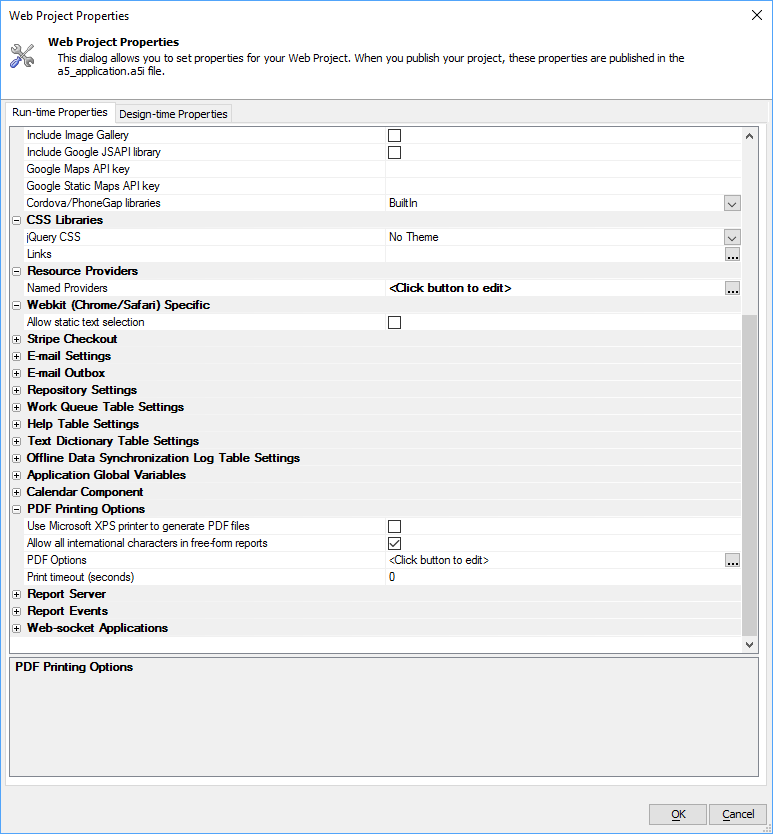 Web Project Properties
Web Project Properties
This dialog allows you to set properties for your Web Project. When you publish your project, these properties are published in the
a5_application.a5i file.
Run-time Properties Design-time Properties
Include Image Gallery
Include Google JSAPI library
Google Maps API key
Google Static Maps API key
Cordova/PhoneGap libraries BuiltIn
CSS Libraries
jQuery CSS No Theme
Links ...
Resource Providers
Named Providers <Click button to edit> ...
Webkit (Chrome/Safari) Specific
Allow static text selection
Stripe Checkout
E-mail Settings
E-mail Outbox
Repository Settings
Work Queue Table Settings
Help Table Settings
Text Dictionary Table Settings
Offline Data Synchronization Log Table Settings
Application Global Variables
Calendar Component
PDF Printing Options
Use Microsoft XPS printer to generate PDF files
Allow all international characters in free-form reports
PDF Options <Click button to edit> ...
Print timeout (seconds) 0
Report Server
Report Events
Web-socket Applications
PDF Printing Options
OK Cancel